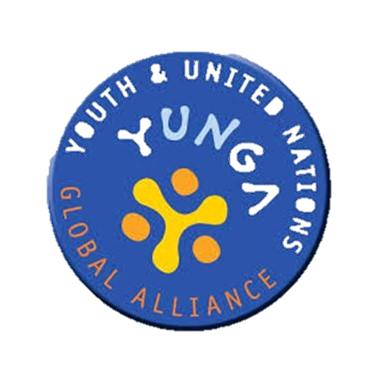 YOUTH & UNITED NATIONS
YUNGA
GLOBAL ALLIANCE